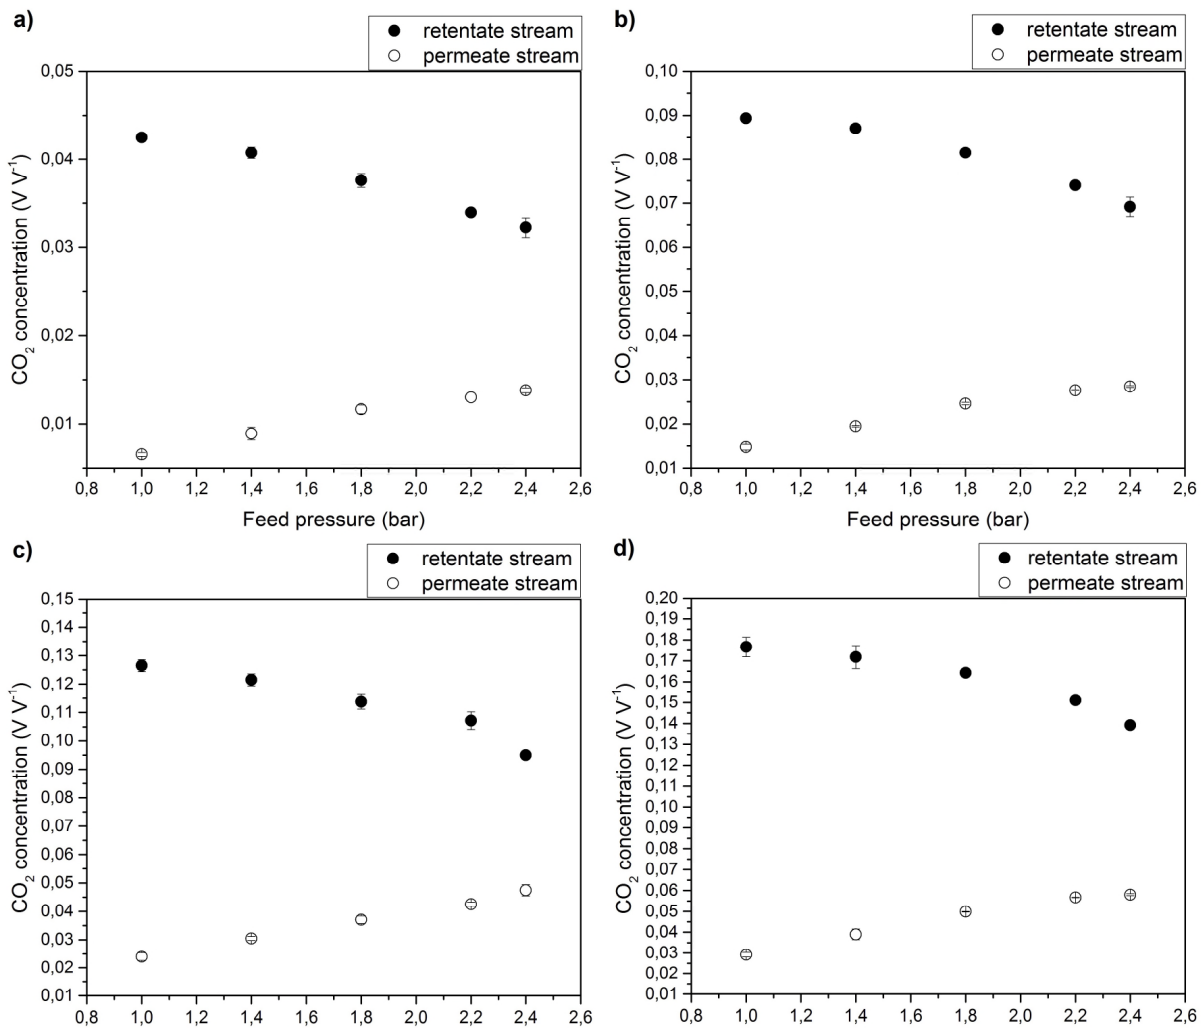 a)
retentate stream
permeate stream
0,05
0,04
0,03
0,02
0,01
CO2 concentration (V V-1)
0,8 1,0 1,2 1,4 1,6 1,8 2,0 2,2 2,4 2,6
Feed pressure (bar)
b)
retentate stream
permeate stream
0,10
0,09
0,08
0,07
0,06
0,05
0,04
0,03
0,02
0,01
CO2 concentration (V V-1)
0,8 1,0 1,2 1,4 1,6 1,8 2,0 2,2 2,4 2,6
Feed pressure (bar)
c)
retentate stream
permeate stream
0,15
0,14
0,13
0,12
0,11
0,10
0,09
0,08
0,07
0,06
0,05
0,04
0,03
0,02
0,01
CO2 concentration (V V-1)
0,8 1,0 1,2 1,4 1,6 1,8 2,0 2,2 2,4 2,6
d)
retentate stream
permeate stream
0,20
0,19
0,18
0,17
0,16
0,15
0,14
0,13
0,12
0,11
0,10
0,09
0,08
0,07
0,06
0,05
0,04
0,03
0,02
0,01
CO2 concentration (V V-1)
0,8 1,0 1,2 1,4 1,6 1,8 2,0 2,2 2,4 2,6